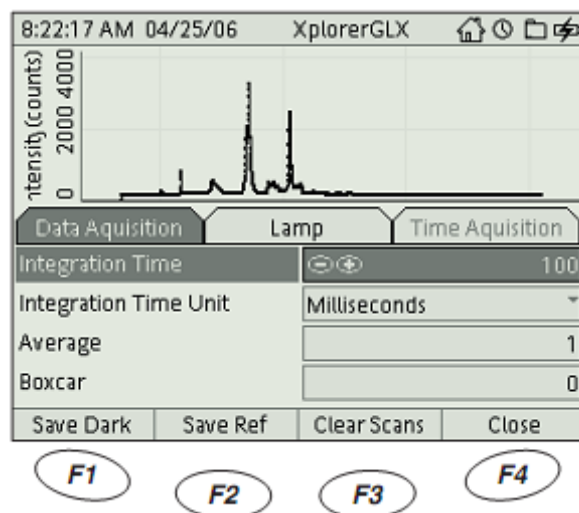 8:22:17 AM 04/25/06 XplorerGLX
ntensity (counts)
4000
2000
0
Data Aquisition Lamp Time Aquisition
Integration Time 100
Integration Time Unit Milliseconds
Average 1
Boxcar 0
Save Dark Save Ref Clear Scans Close
F1 F2 F3 F4